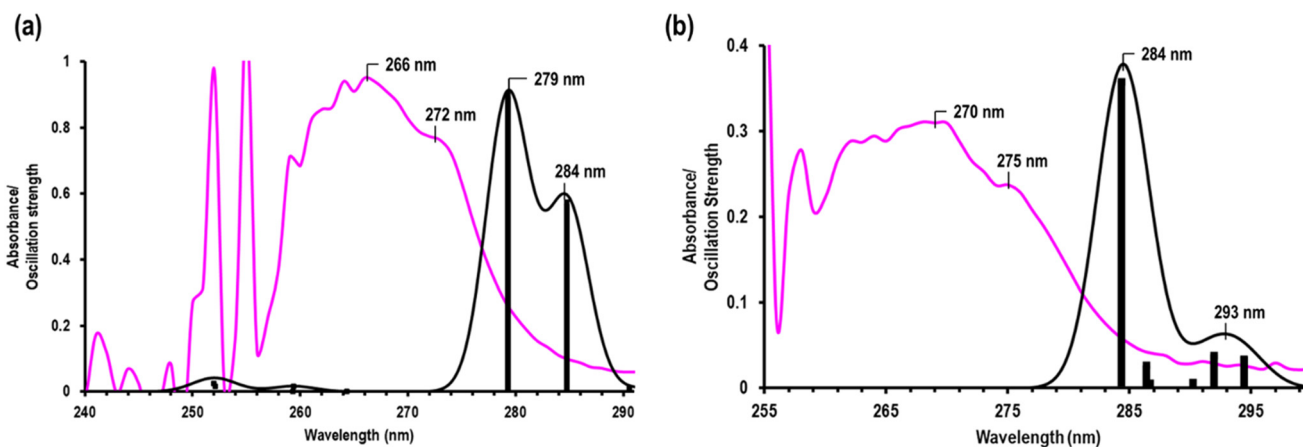 (a)
Absorbance/
Oscillation strength
1
0.8
0.6
0.4
0.2
0
266 nm
272 nm
279 nm
284 nm
240
250
260
270
280
290
Wavelength (nm)
(b)
Absorbance/
Oscillation Strength
0.4
0.3
0.2
0.1
0
270 nm
275 nm
284 nm
293 nm
255
265
275
285
295
Wavelength (nm)